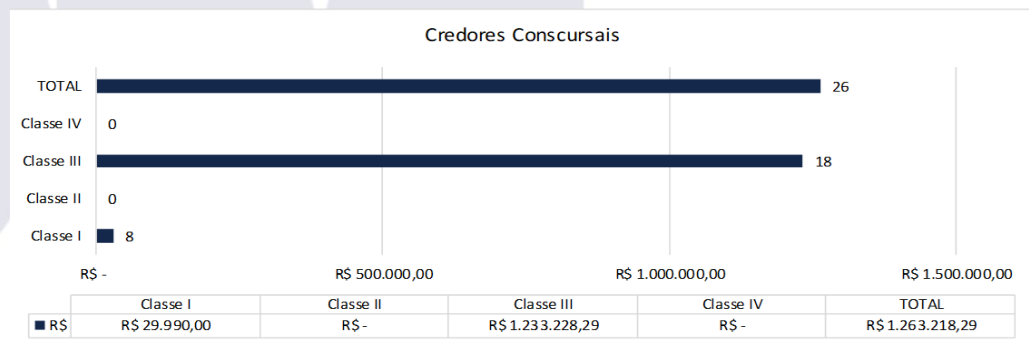 Credores Conscursais
TOTAL 26
Classe IV 0
Classe III 18
Classe II 0
Classe I 8
R$ - R$ 500.000,00 R$ 1.000.000,00 R$ 1.500.000,00
Classe I Classe II Classe III Classe IV TOTAL
R$ R$ 29.990,00 R$ - R$ 1.233.228,29 R$ - R$ 1.263.218,29